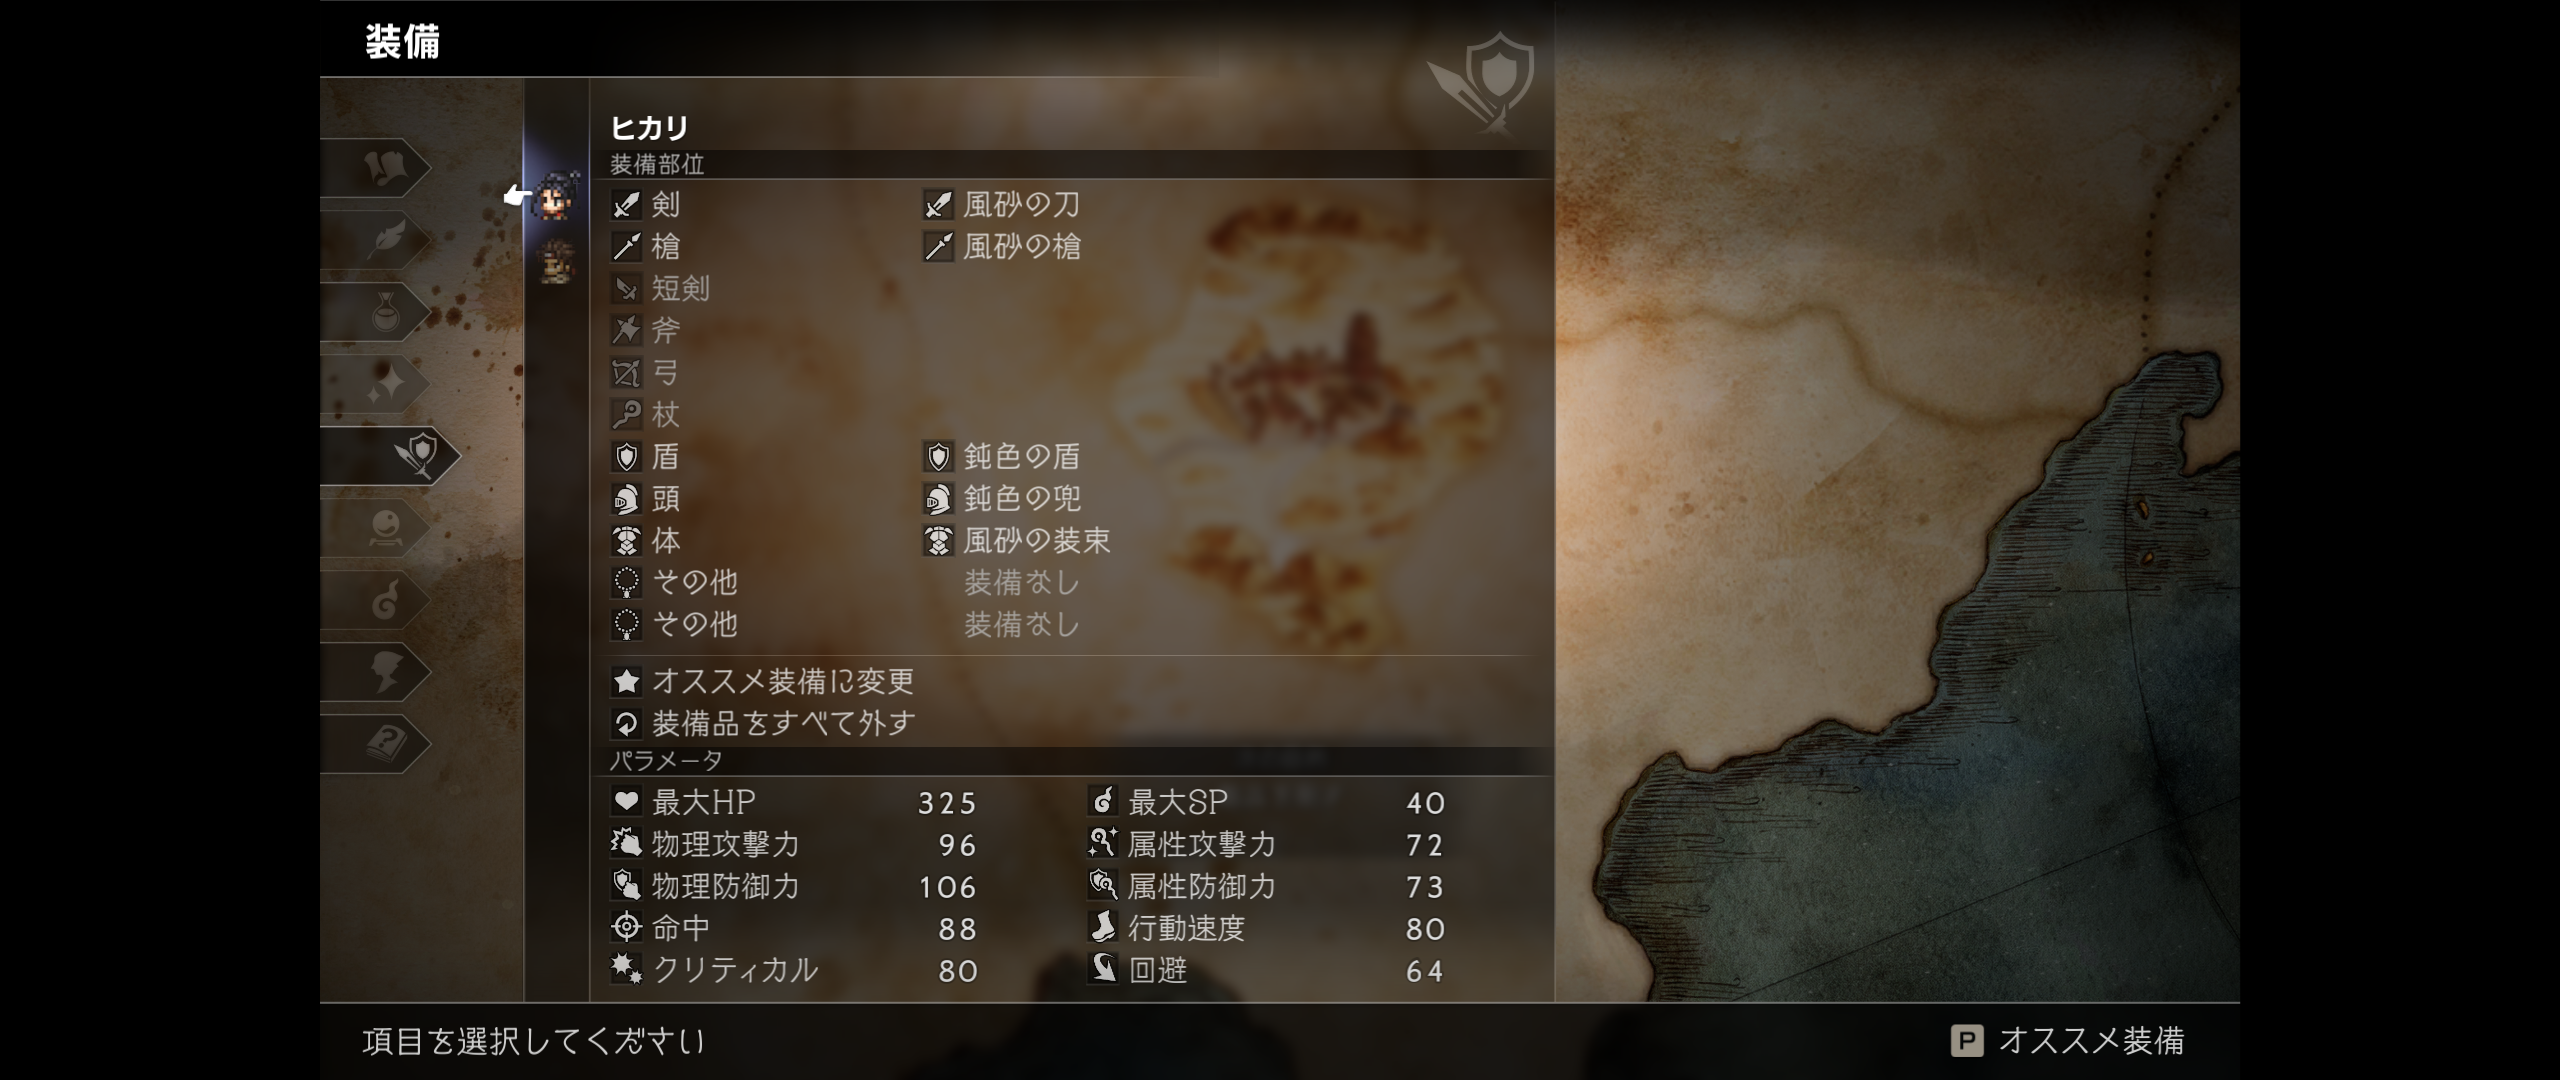 装備
ヒカリ
装備部位
剣 風砂の刀
槍 風砂の槍
短剣
斧
弓
杖
盾 鈍色の盾
頭 鈍色の兜
体 風砂の装束
その他 装備なし
その他 装備なし
オススメ装備に変更
装備品をすべて外す
パラメータ
最大HP 325 最大SP 40
物理攻撃力 96 属性攻撃力 72
物理防御力 106 属性防御力 73
命中 88 行動速度 80
クリティカル 80 回避 64
項目を選択してください
P オススメ装備